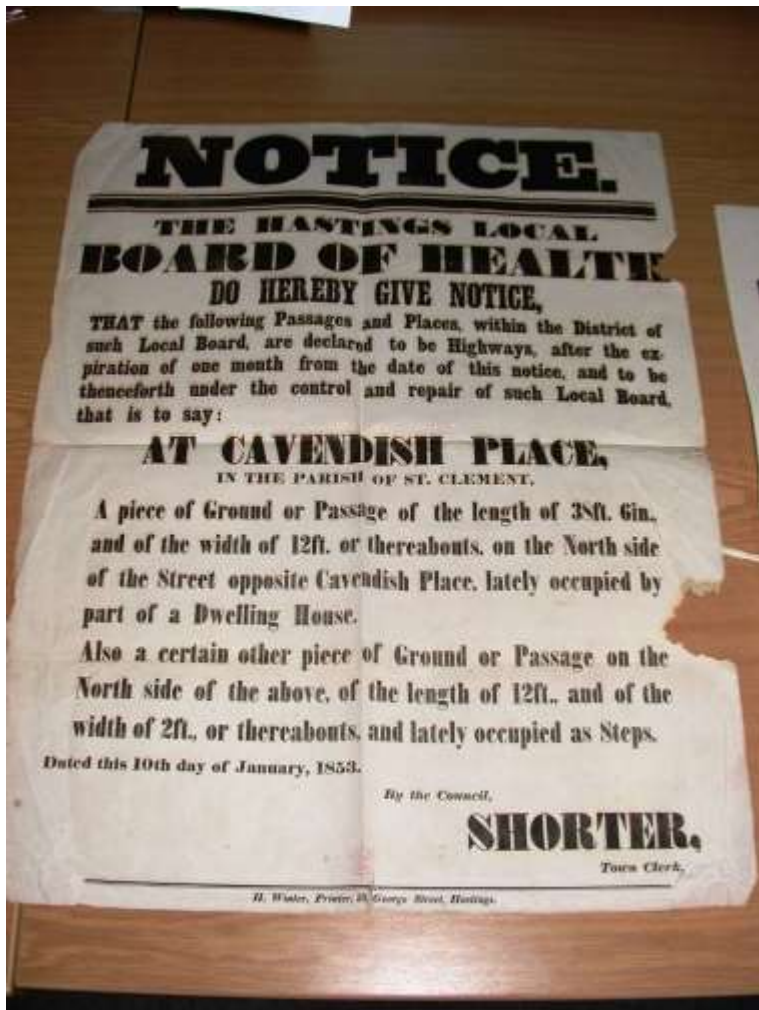 NOTICE.
THE HASTINGS LOCAL
BOARD OF HEALTH
DO HEREBY GIVE NOTICE,
THAT the following Passages and Places, within the District of
such Local Board, are declared to be Highways, after the ex-
piration of one month from the date of this notice, and to be
thenceforth under the control and repair of such Local Board,
that is to say:
AT CAVENDISH PLACE,
IN THE PARISH OF ST. CLEMENT,
A piece of Ground or Passage of the length of 38ft. 6in.,
and of the width of 12ft. or thereabouts, on the North side
of the Street opposite Cavendish Place, lately occupied by
part of a Dwelling House.
Also a certain other piece of Ground or Passage on the
North side of the above, of the length of 12ft., and of the
width of 2ft., or thereabouts, and lately occupied as Steps.
Dated this 10th day of January, 1853.
By the Council,
SHORTER,
Town Clerk,
H. Winter, Printer, George Street, Hastings.